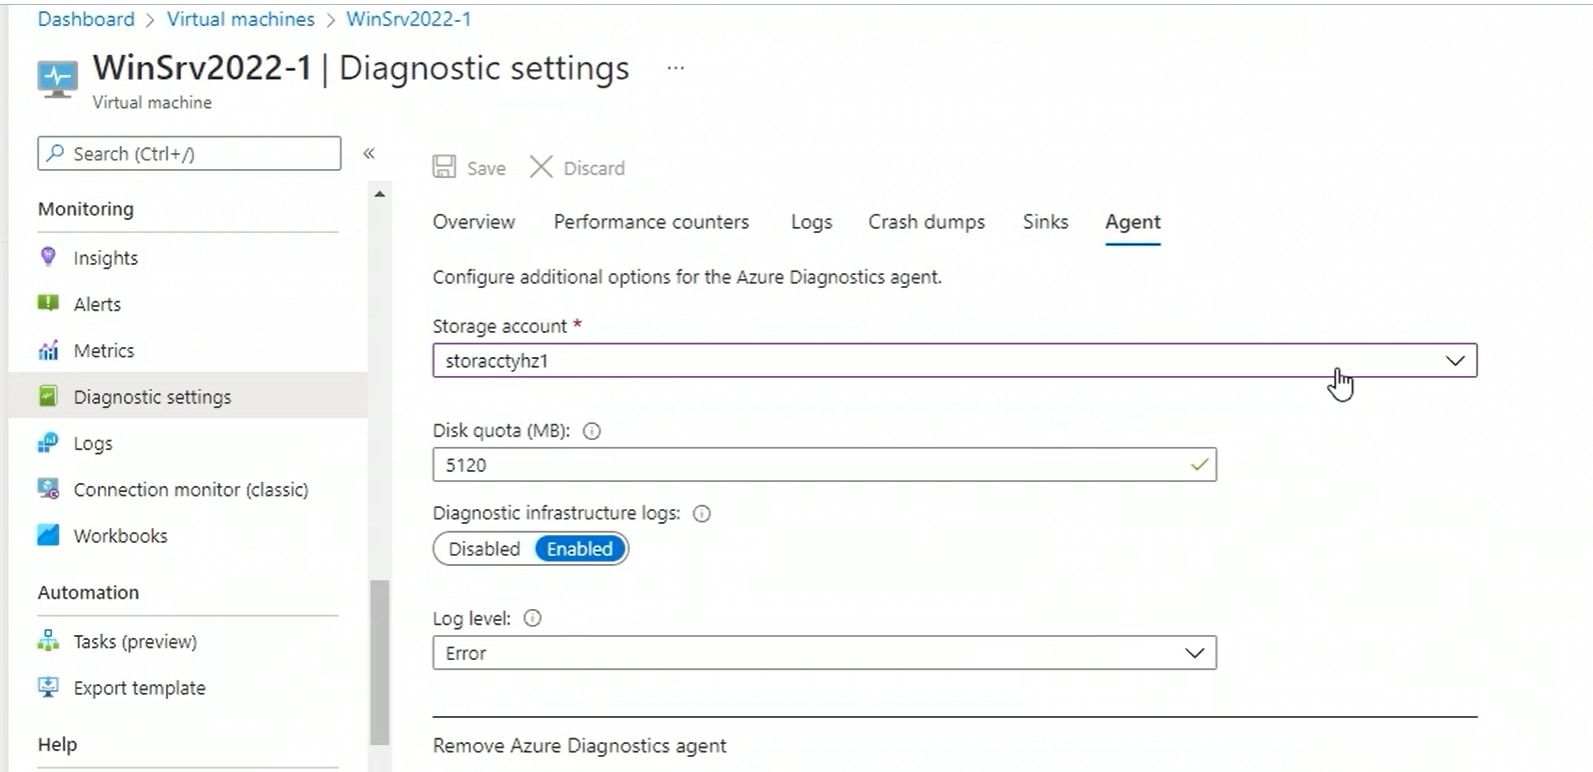 Dashboard > Virtual machines > WinSrv2022-1
WinSrv2022-1 | Diagnostic settings ...
Virtual machine
Search (Ctrl+/) «
Monitoring
Insights
Alerts
Metrics
Diagnostic settings
Logs
Connection monitor (classic)
Workbooks
Automation
Tasks (preview)
Export template
Help
Save Discard
Overview Performance counters Logs Crash dumps Sinks Agent
Configure additional options for the Azure Diagnostics agent.
Storage account *
storacctyhz1
Disk quota (MB):
5120
Diagnostic infrastructure logs:
Disabled Enabled
Log level:
Error
Remove Azure Diagnostics agent